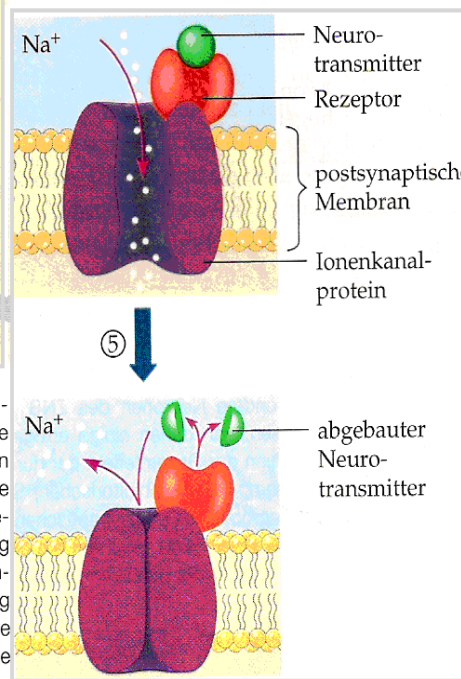 Na⁺
Neuro-
transmitter
Rezeptor
postsynaptische
Membran
Ionenkanal-
protein
⑤
Na⁺
abgebauter
Neuro-
transmitter